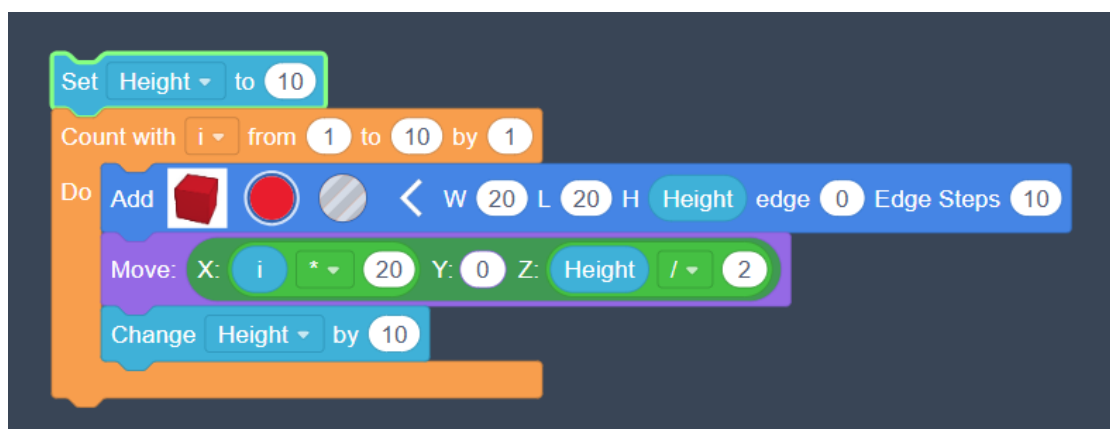 Set Height to 10
Count with i from 1 to 10 by 1
Do Add W 20 L 20 H Height edge 0 Edge Steps 10
Move: X: i * 20 Y: 0 Z: Height / 2
Change Height by 10